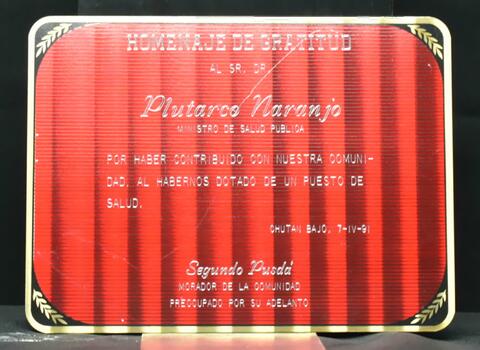 HOMENAJE DE GRATITUD
AL SR. DR
Plutarco Naranjo
MINISTRO DE SALUD PUBLICA
POR HABER CONTRIBUIDO CON NUESTRA COMUNI-
DAD, AL HABERNOS DOTADO DE UN PUESTO DE
SALUD.
CHUTAN BAJO, 7-IV-91
Segundo Pusdá
MORADOR DE LA COMUNIDAD
PREOCUPADO POR SU ADELANTO